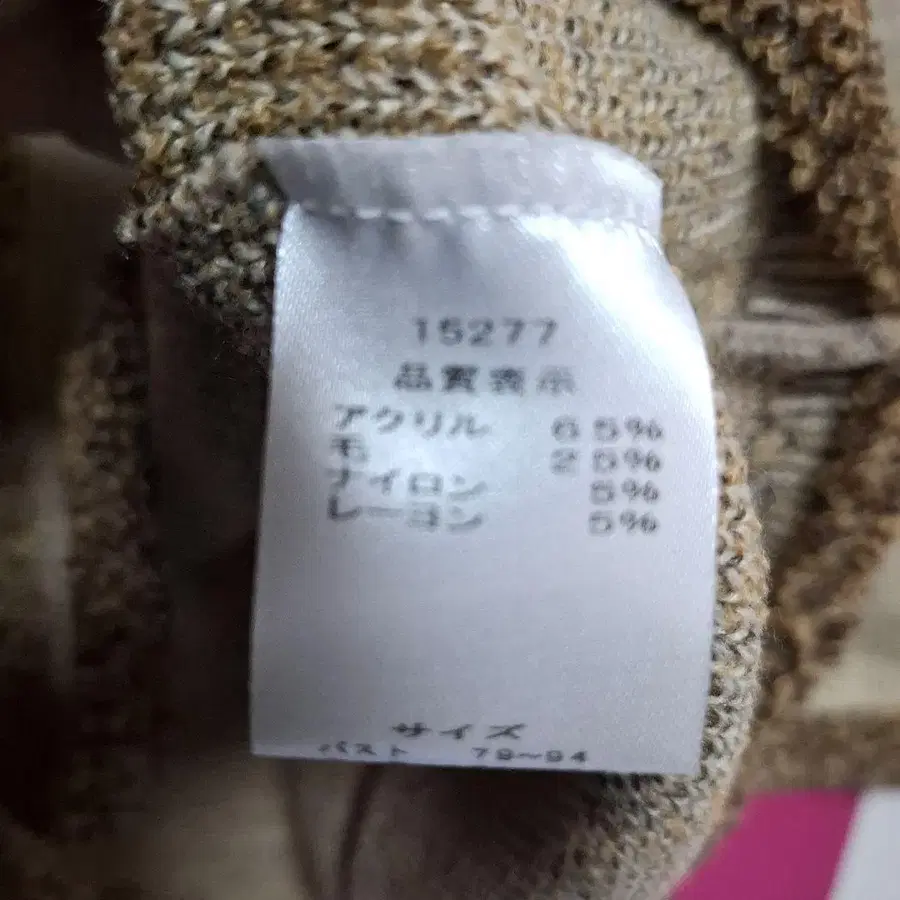 15277
品質表示
アクリル 65%
毛 25%
ナイロン 5%
レーヨン 5%
サイズ
バスト 79~94